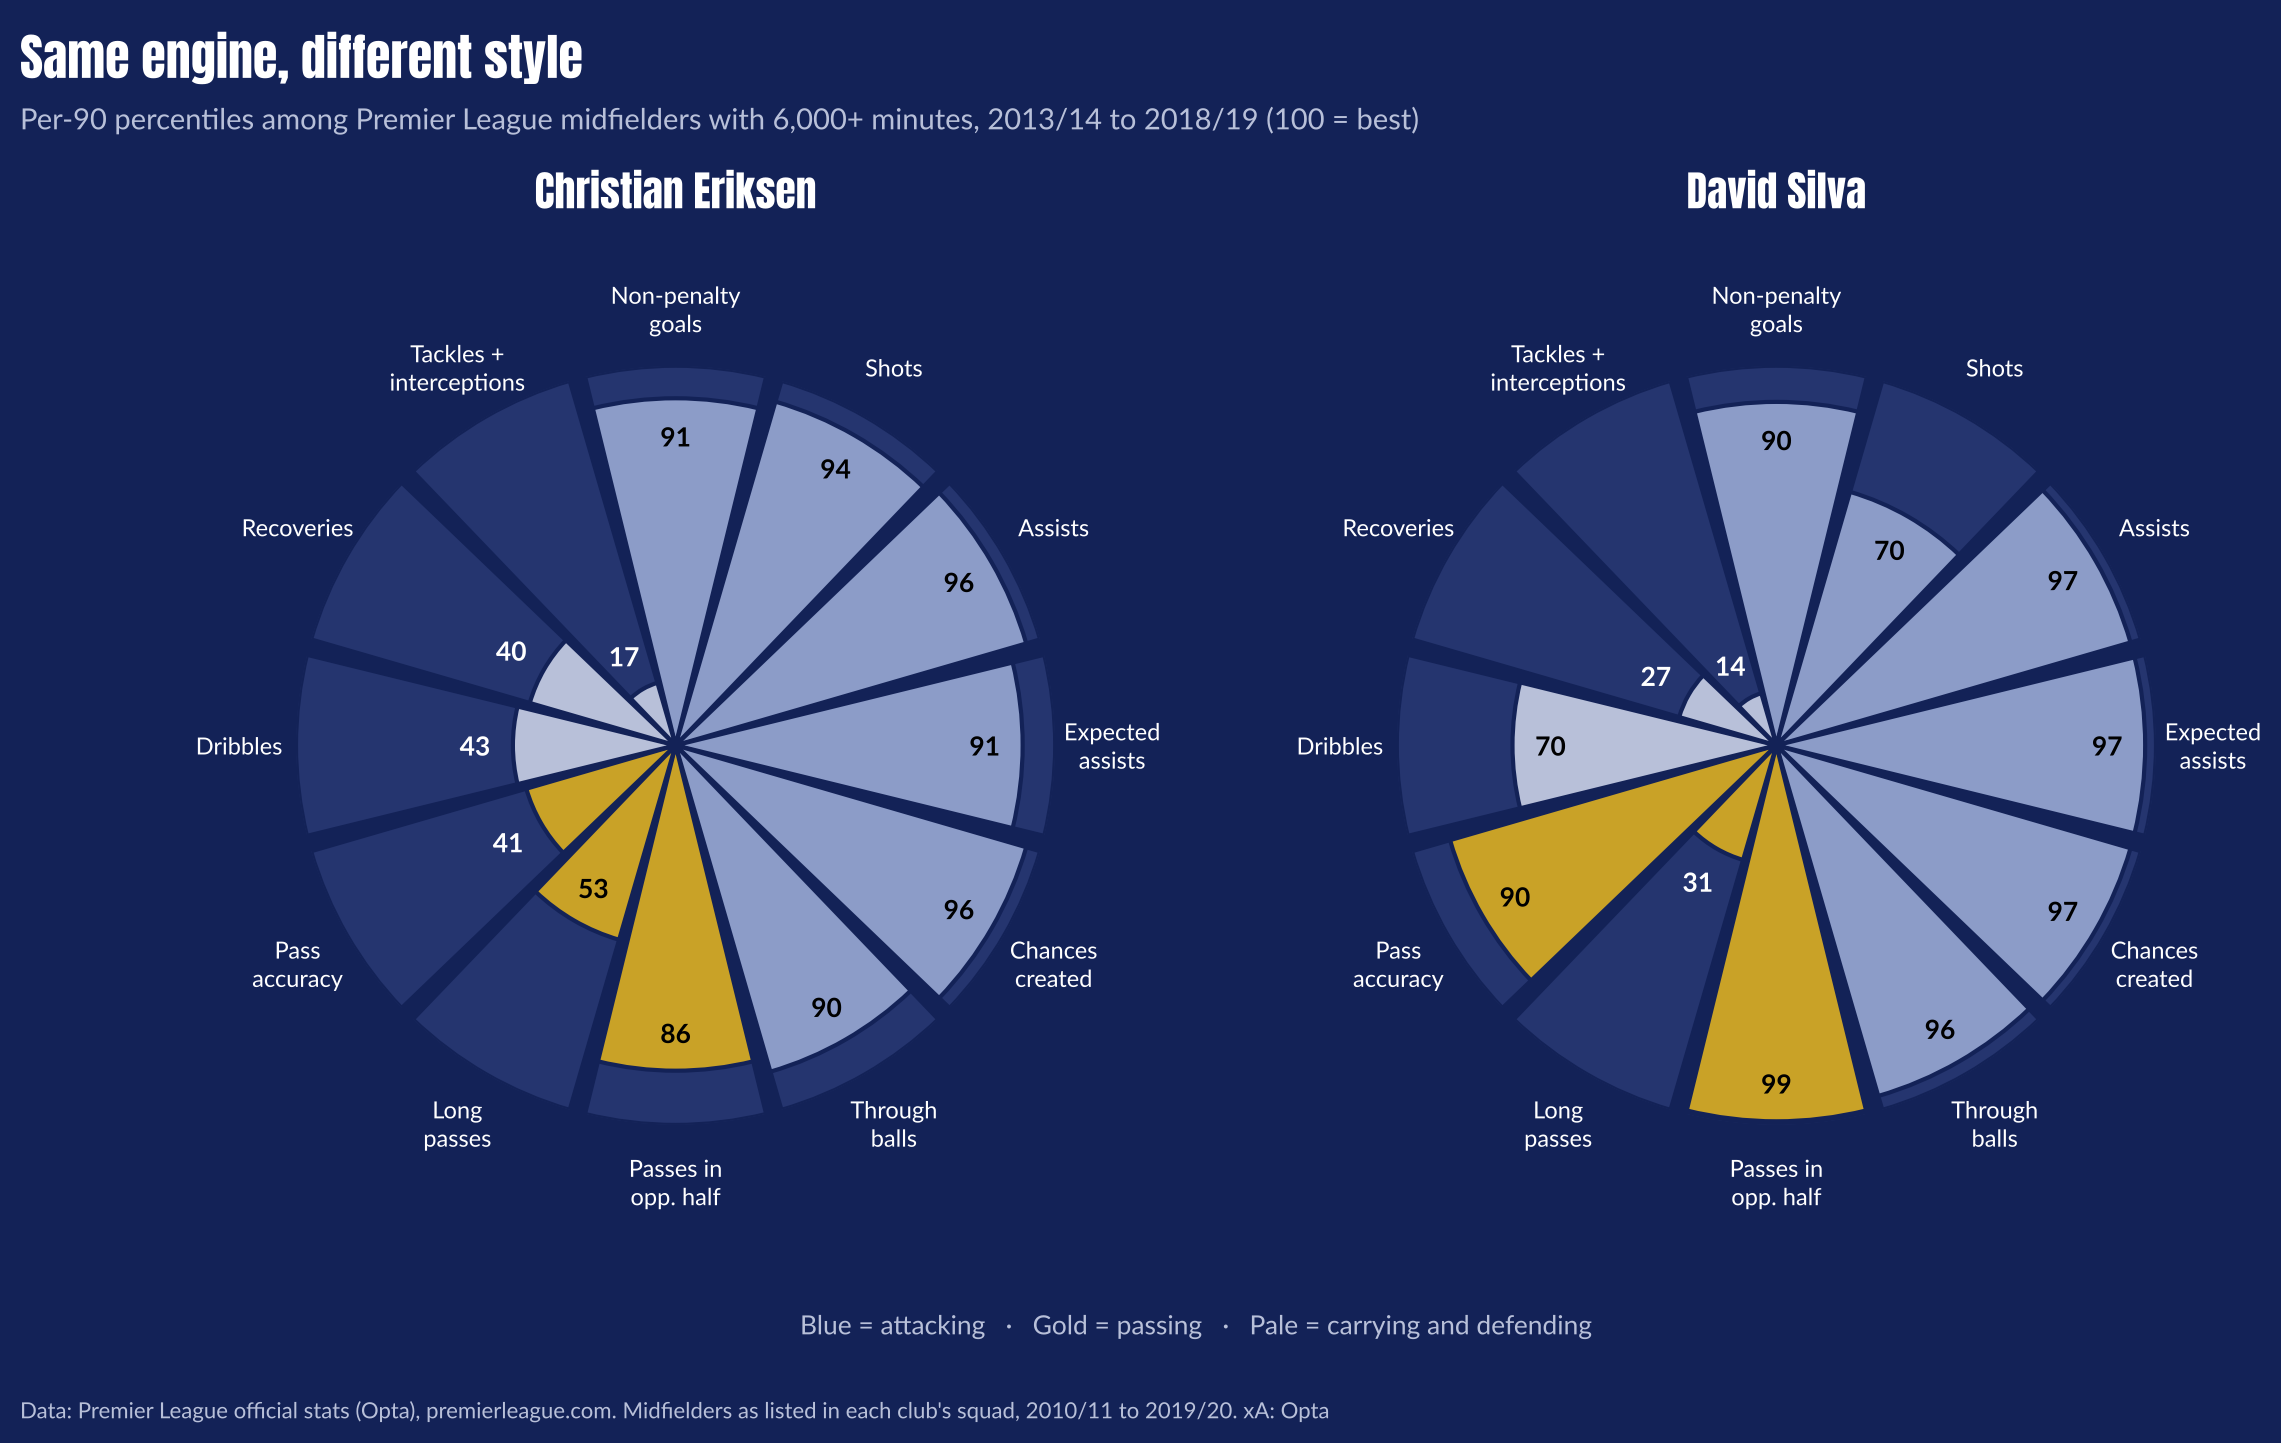 Same engine, different style
Per-90 percentiles among Premier League midfielders with 6,000+ minutes, 2013/14 to 2018/19 (100 = best)
Christian Eriksen
Non-penalty
goals
91
Shots
94
Assists
96
Expected
assists
91
Chances
created
96
Through
balls
90
Passes in
opp. half
86
Long
passes
53
Pass
accuracy
41
Dribbles
43
Recoveries
40
Tackles +
interceptions
17
David Silva
Non-penalty
goals
90
Shots
70
Assists
97
Expected
assists
97
Chances
created
97
Through
balls
96
Passes in
opp. half
99
Long
passes
31
Pass
accuracy
90
Dribbles
70
Recoveries
27
Tackles +
interceptions
14
Blue = attacking · Gold = passing · Pale = carrying and defending
Data: Premier League official stats (Opta), premierleague.com. Midfielders as listed in each club's squad, 2010/11 to 2019/20. xA: Opta